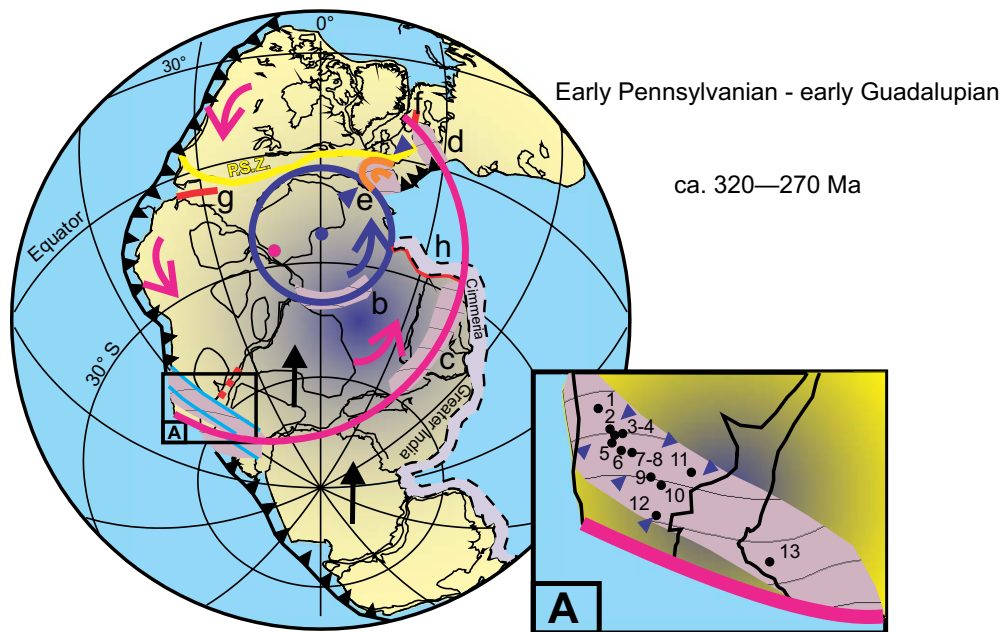 Early Pennsylvanian - early Guadalupian
ca. 320—270 Ma
0°
30°
f
d
P.S.Z.
e
g
Equator
h
Cimmeria
b
30° S
c
Greater India
A
1
2
3-4
5
6
7-8
11
9
10
12
13
A